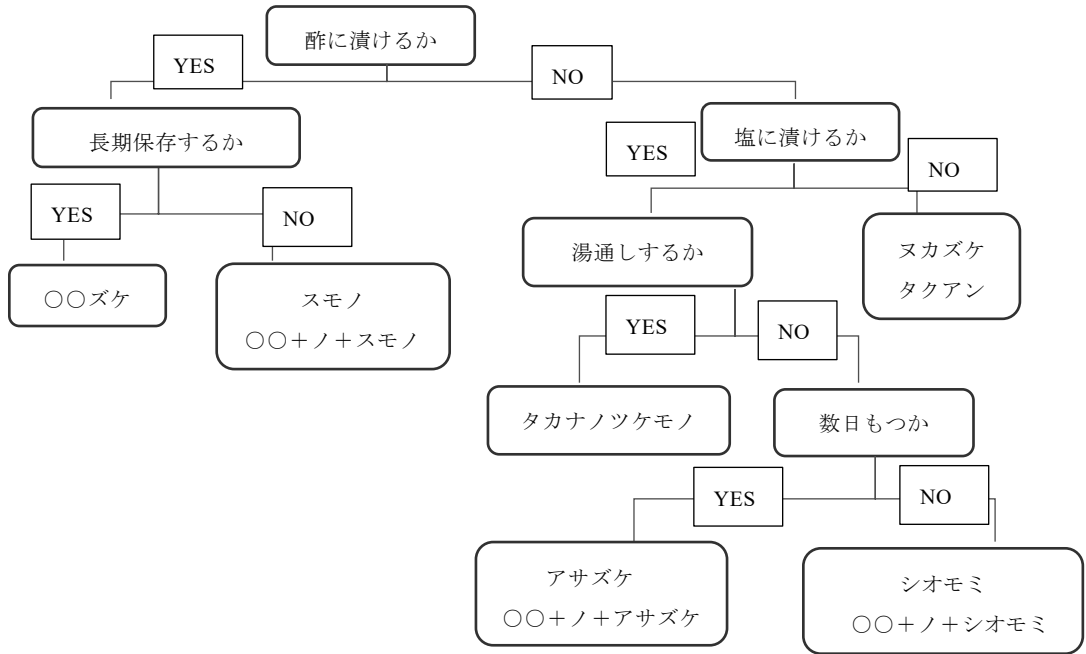 酢に漬けるか
YES
NO
長期保存するか
塩に漬けるか
YES
NO
YES
NO
○○ズケ
スモノ
○○+ノ+スモノ
湯通しするか
ヌカズケ
タクアン
YES
NO
タカナノツケモノ
数日もつか
YES
NO
アサズケ
○○+ノ+アサズケ
シオモミ
○○+ノ+シオモミ